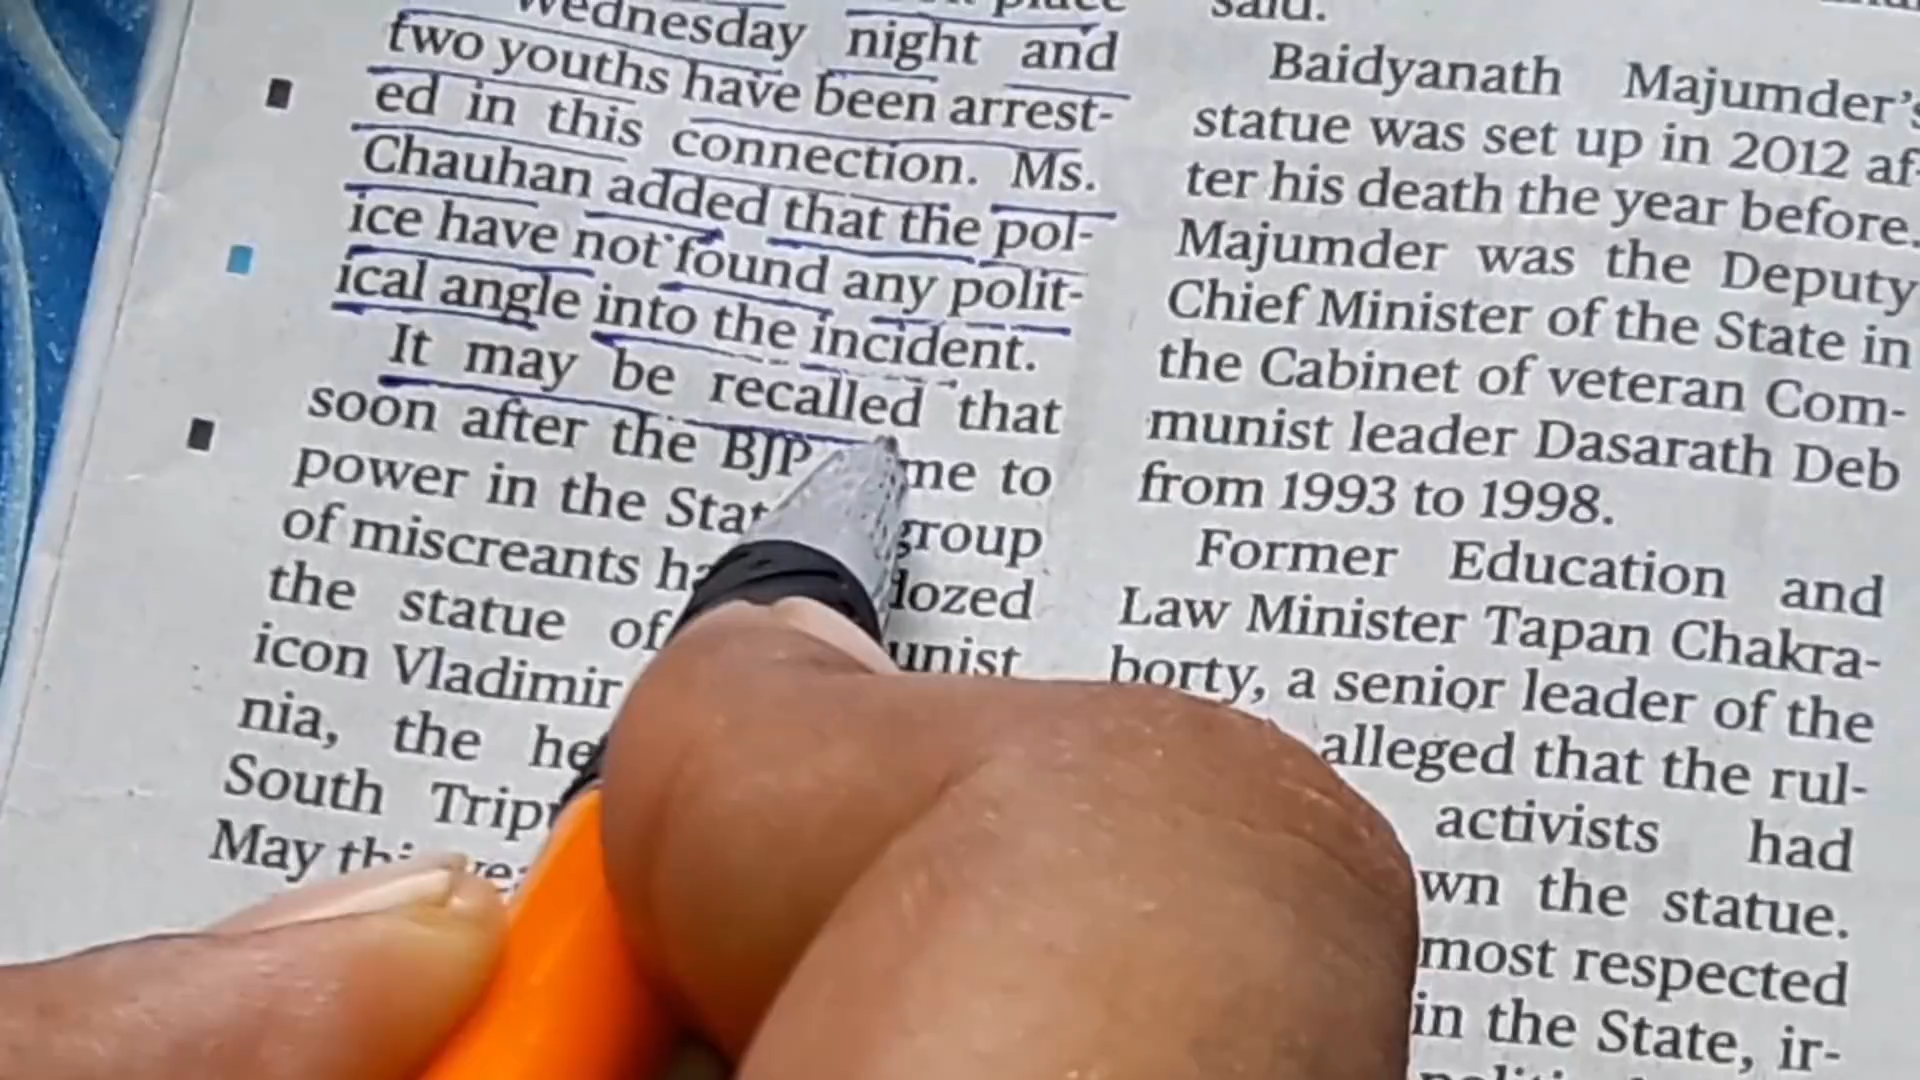 Wednesday night and
two youths have been arrest-
ed in this connection. Ms.
Chauhan added that the pol-
ice have not found any polit-
ical angle into the incident.
It may be recalled that
soon after the BJP me to
power in the group
of miscreants
the statue of
icon Vladimir
nia, the
South
May
said.
Baidyanath Majumder's
statue was set up in 2012 af-
ter his death the year before.
Majumder was the Deputy
Chief Minister of the State in
the Cabinet of veteran Com-
munist leader Dasarath Deb
from 1993 to 1998.
Former Education and
Law Minister Tapan Chakra-
borty, a senior leader of the
alleged that the rul-
activists had
wn the statue.
most respected
in the State, ir-